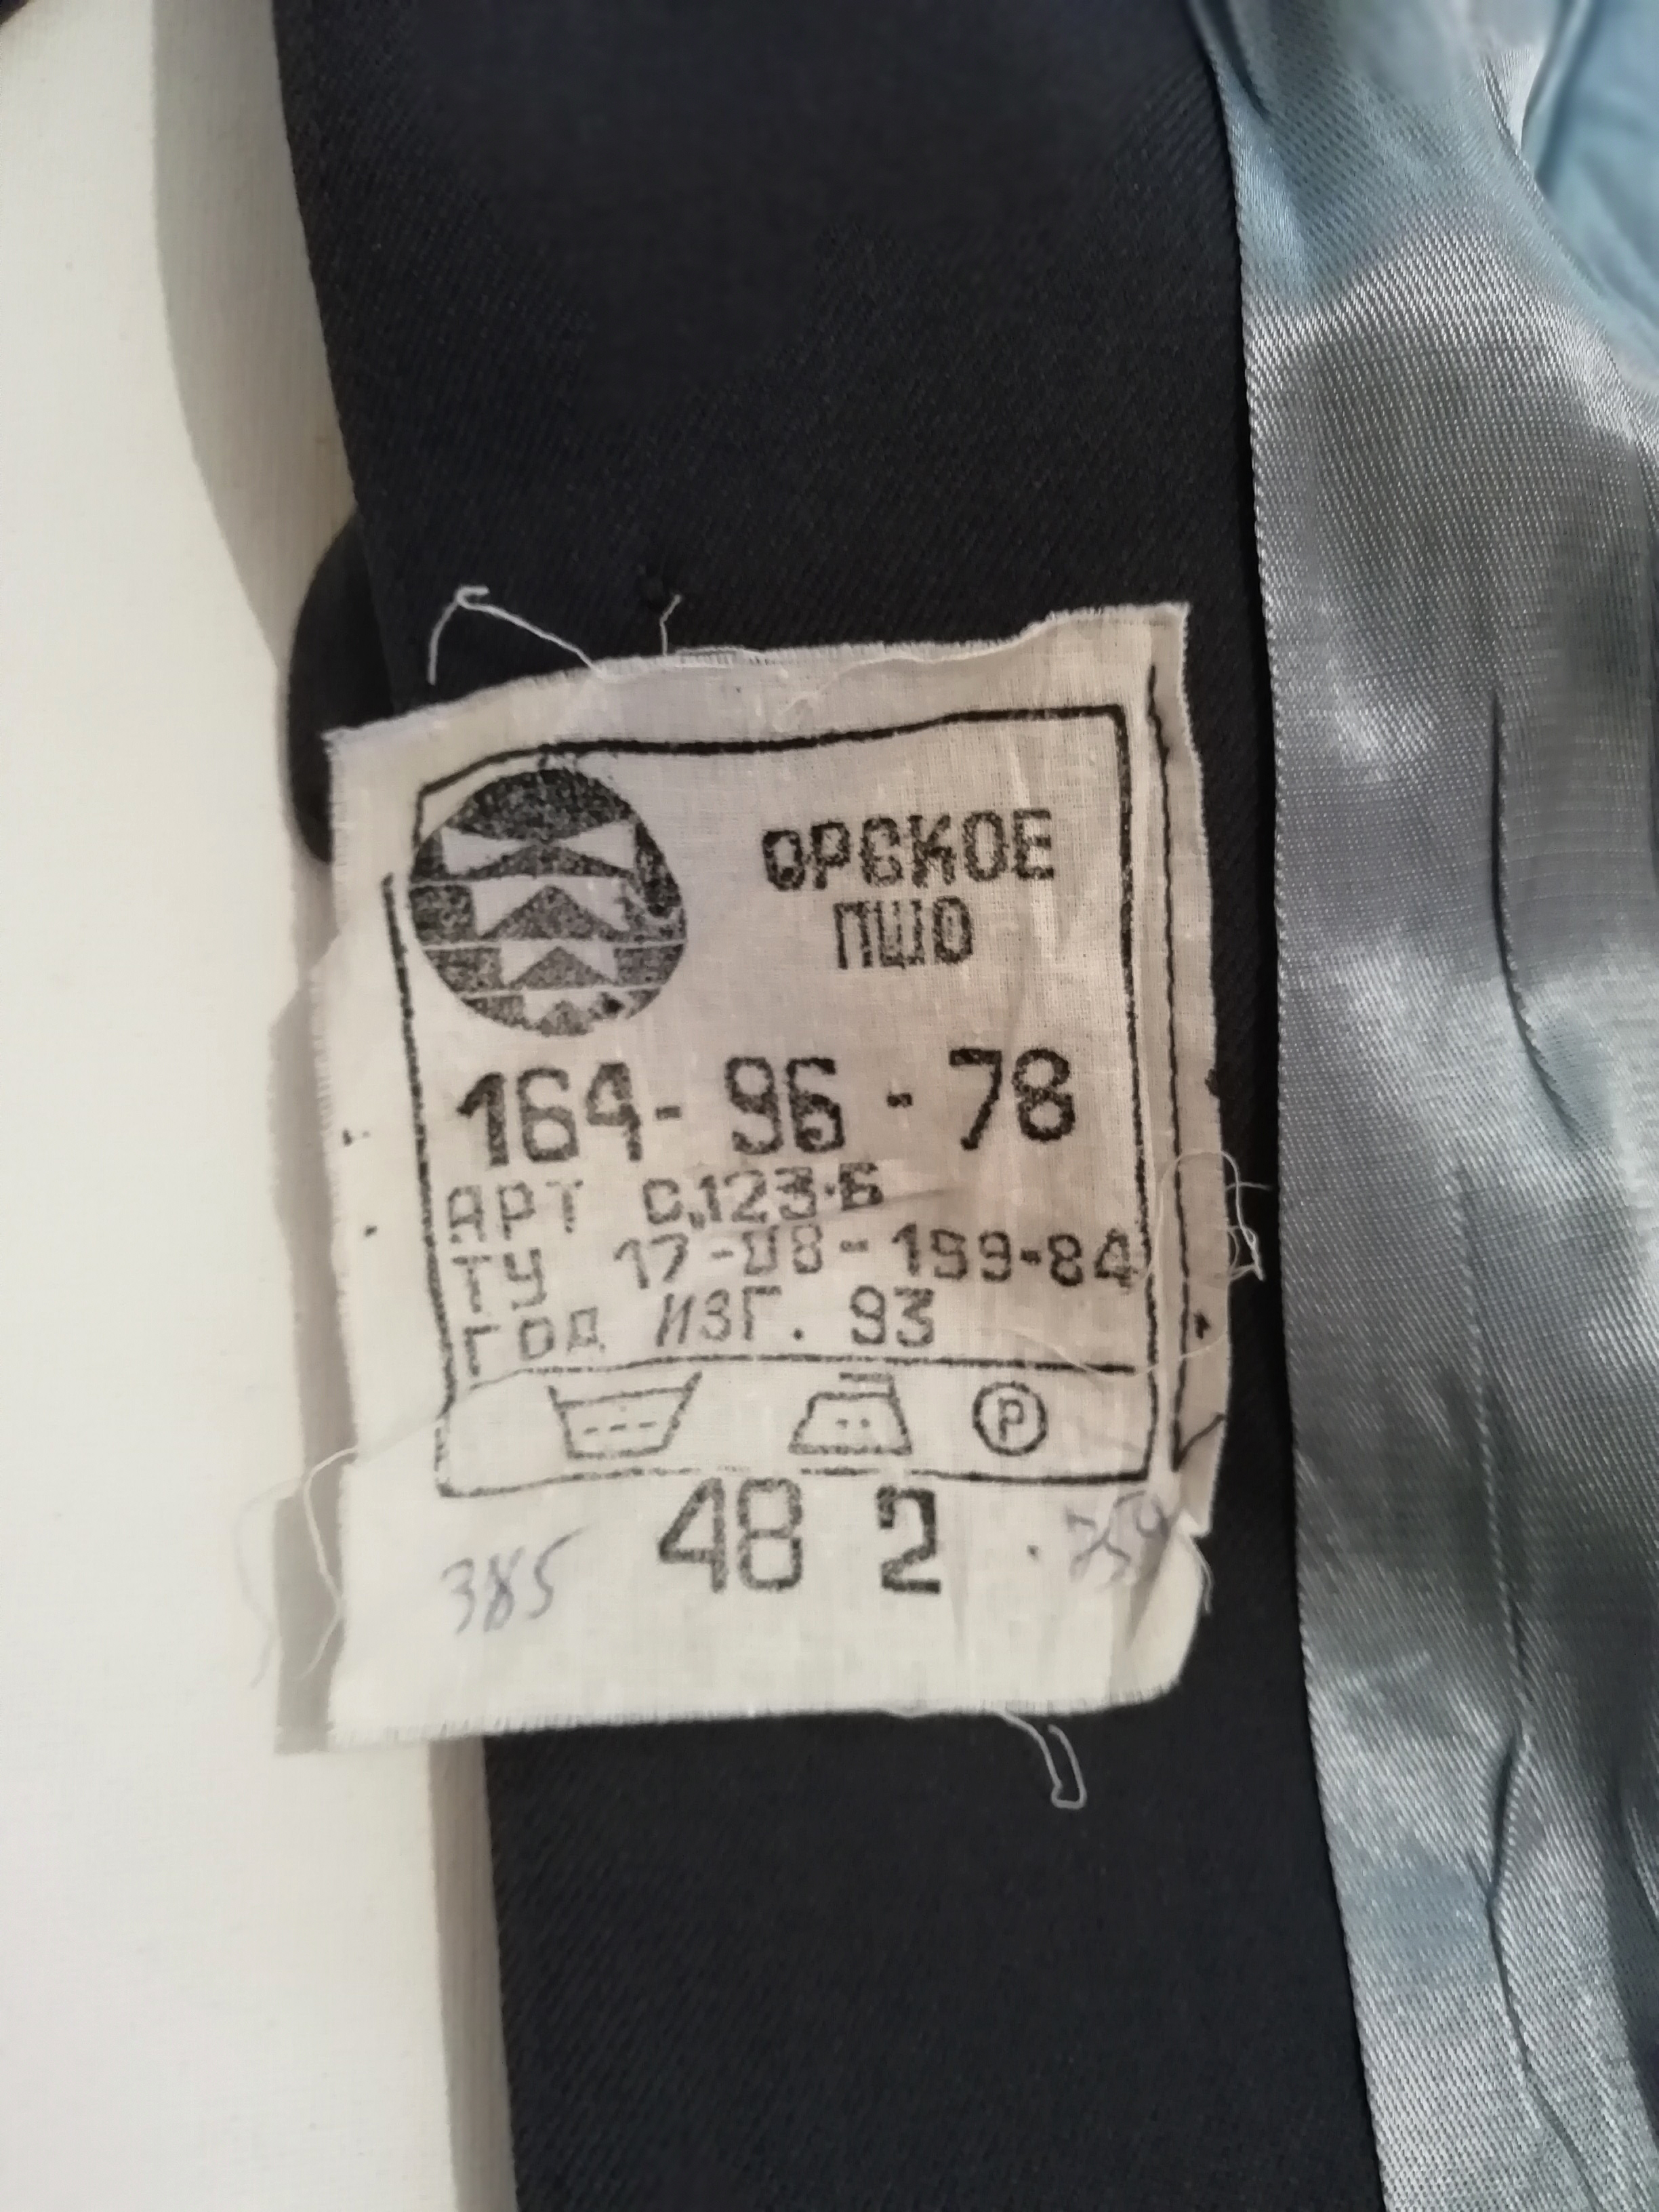 ОРСКОЕ
ПШО
164- 96 - 78
АРТ С.123·Б
ТУ 17-08-199-84
ГОД ИЗГ. 93
P
48 2
385